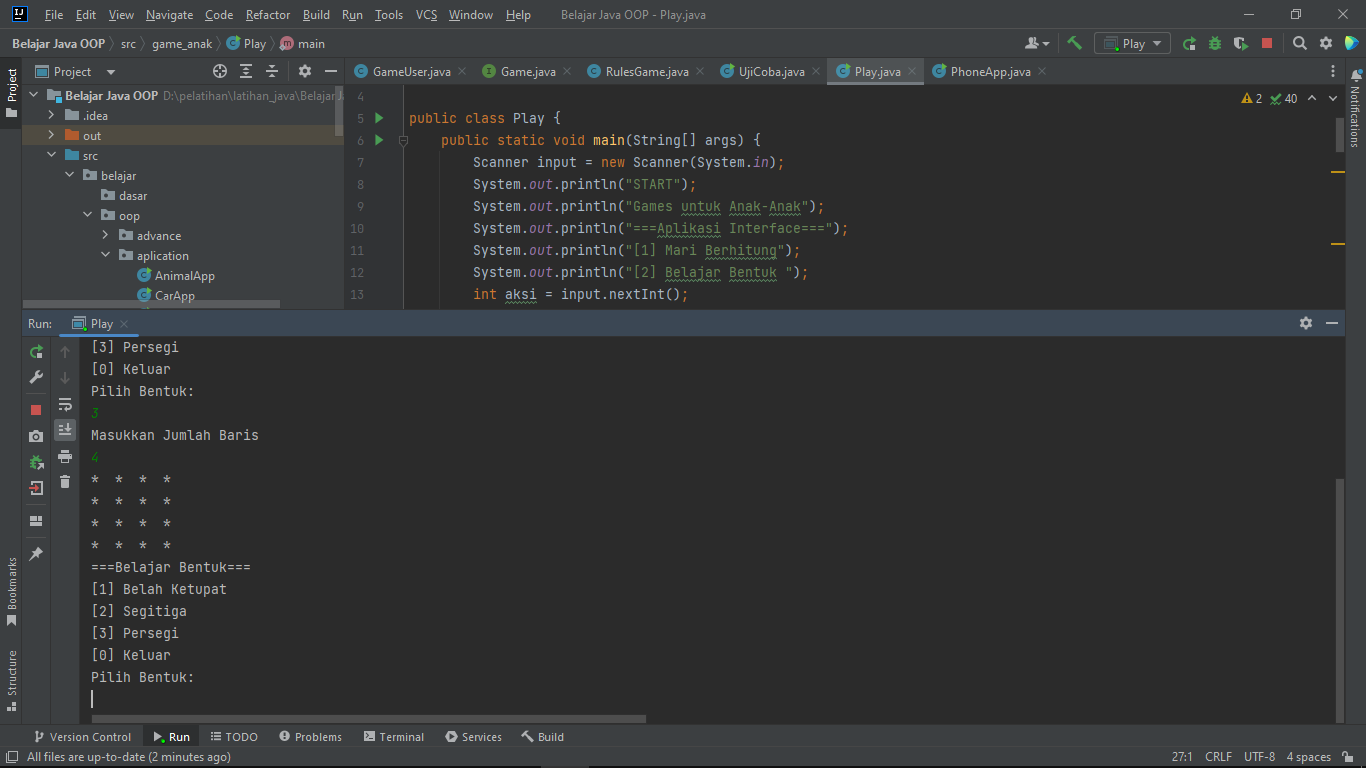 File Edit View Navigate Code Refactor Build Run Tools VCS Window Help Belajar Java OOP - Play.java
Belajar Java OOP src game_anak Play main Play
Project
Project
GameUser.java Game.java RulesGame.java UjiCoba.java Play.java PhoneApp.java
Notifications
Belajar Java OOP D:\pelatihan\latihan_java\Belajar
.idea
out
src
belajar
dasar
oop
advance
aplication
AnimalApp
CarApp
2 40
4
5 public class Play {
6 public static void main(String[] args) {
7 Scanner input = new Scanner(System.in);
8 System.out.println("START");
9 System.out.println("Games untuk Anak-Anak");
10 System.out.println("===Aplikasi Interface===");
11 System.out.println("[1] Mari Berhitung");
12 System.out.println("[2] Belajar Bentuk ");
13 int aksi = input.nextInt();
Run: Play
[3] Persegi
[0] Keluar
Pilih Bentuk:
3
Masukkan Jumlah Baris
4
* * * *
* * * *
* * * *
* * * *
===Belajar Bentuk===
[1] Belah Ketupat
[2] Segitiga
[3] Persegi
[0] Keluar
Pilih Bentuk:
Bookmarks
Structure
Version Control Run TODO Problems Terminal Services Build
All files are up-to-date (2 minutes ago) 27:1 CRLF UTF-8 4 spaces